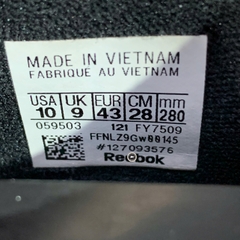 MADE IN VIETNAM
FABRIQUE AU VIETNAM
USA UK EUR CM mm
10 9 43 28 280
059503 121 FY7509
FFNLZ9GW00145
#127093576
Reebok